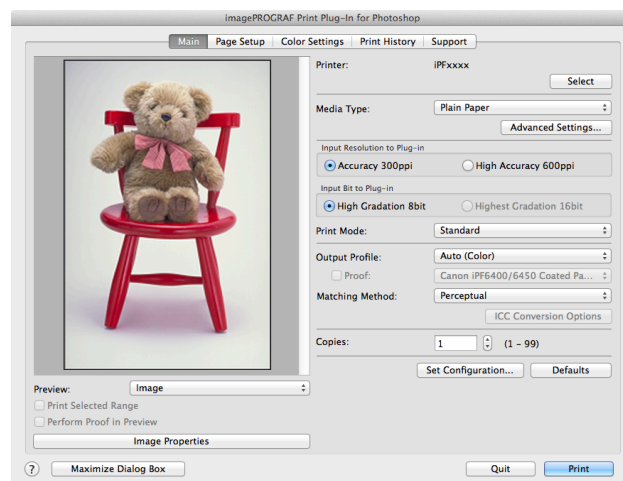 imagePROGRAF Print Plug-In for Photoshop
Main Page Setup Color Settings Print History Support
Printer: iPFxxxx
Select
Media Type: Plain Paper
Advanced Settings...
Input Resolution to Plug-in
Accuracy 300ppi High Accuracy 600ppi
Input Bit to Plug-in
High Gradation 8bit Highest Gradation 16bit
Print Mode: Standard
Output Profile: Auto (Color)
Proof: Canon iPF6400/6450 Coated Pa...
Matching Method: Perceptual
ICC Conversion Options
Copies: 1 (1 – 99)
Set Configuration... Defaults
Preview: Image
Print Selected Range
Perform Proof in Preview
Image Properties
? Maximize Dialog Box Quit Print